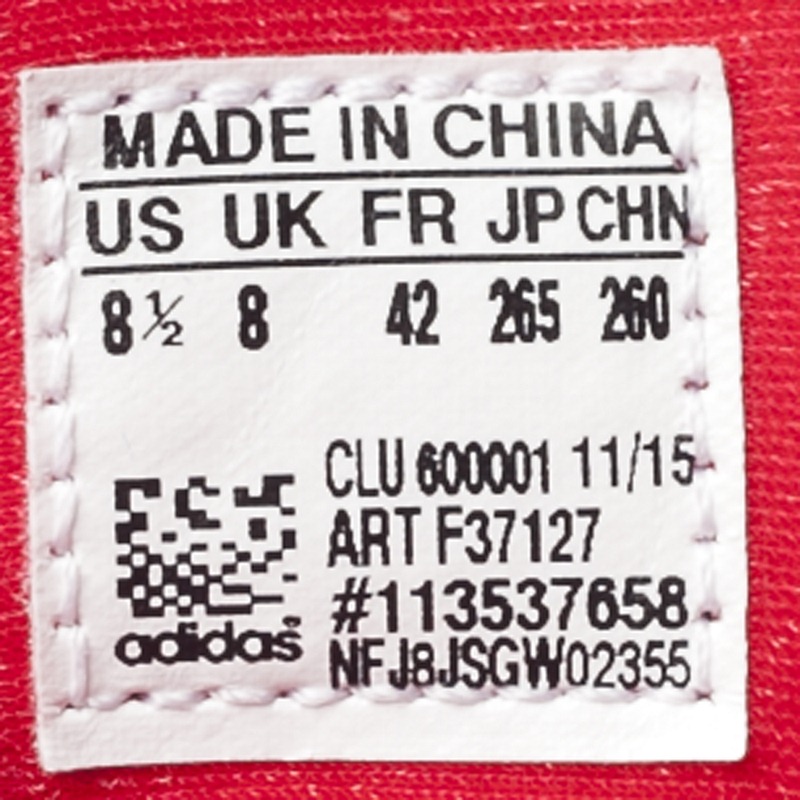 MADE IN CHINA
US UK FR JP CHN
8½ 8 42 265 260
CLU 600001 11/15
ART F37127
#113537658
adidas
NFJ8JSGW02355